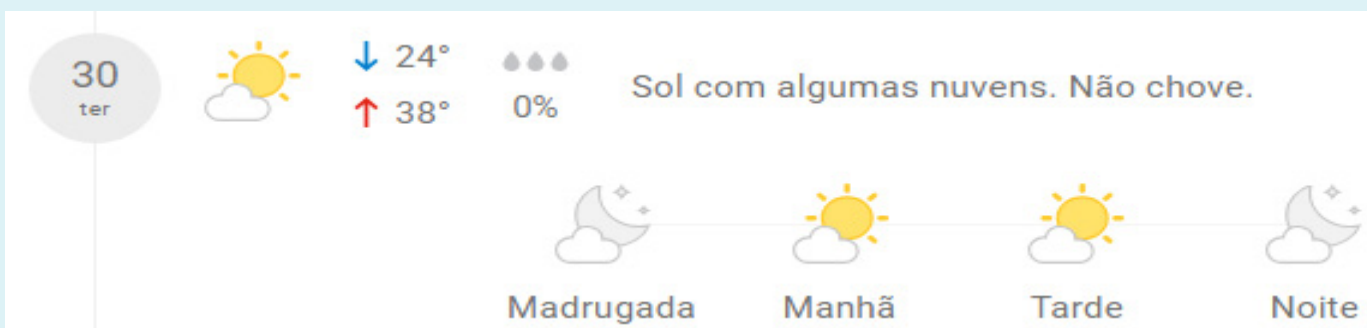 30
ter
↓ 24°
↑ 38°
0%
Sol com algumas nuvens. Não chove.
Madrugada Manhã Tarde Noite